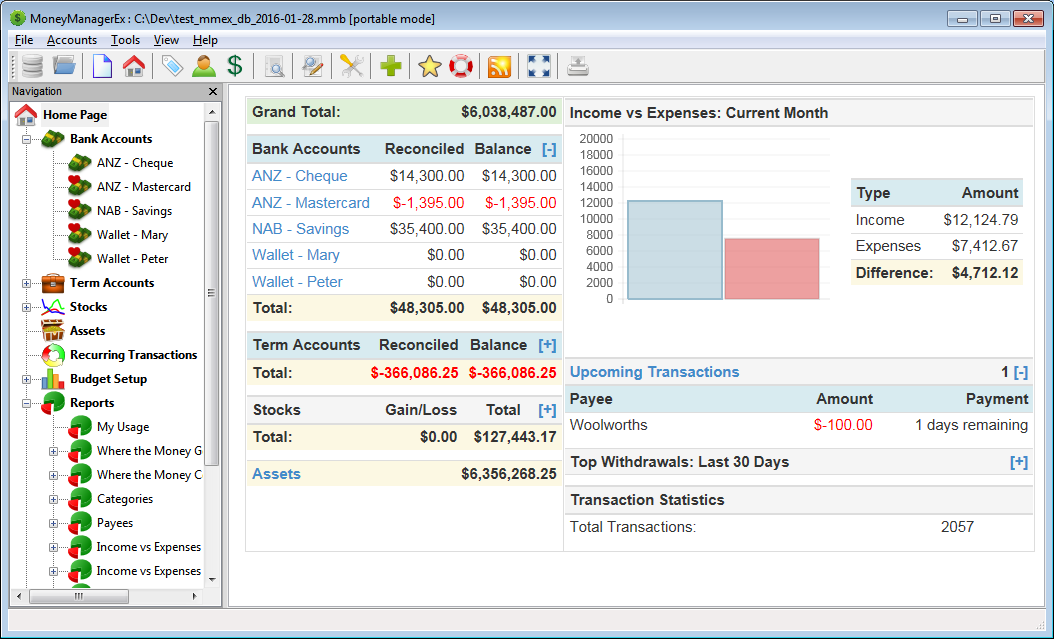 MoneyManagerEx : C:\Dev\test_mmex_db_2016-01-28.mmb [portable mode]
File Accounts Tools View Help
Navigation
Home Page
Bank Accounts
ANZ - Cheque
ANZ - Mastercard
NAB - Savings
Wallet - Mary
Wallet - Peter
Term Accounts
Stocks
Assets
Recurring Transactions
Budget Setup
Reports
My Usage
Where the Money G
Where the Money C
Categories
Payees
Income vs Expenses
Income vs Expenses
Grand Total: $6,038,487.00
Bank Accounts Reconciled Balance [-]
ANZ - Cheque $14,300.00 $14,300.00
ANZ - Mastercard $-1,395.00 $-1,395.00
NAB - Savings $35,400.00 $35,400.00
Wallet - Mary $0.00 $0.00
Wallet - Peter $0.00 $0.00
Total: $48,305.00 $48,305.00
Term Accounts Reconciled Balance [+]
Total: $-366,086.25 $-366,086.25
Stocks Gain/Loss Total [+]
Total: $0.00 $127,443.17
Assets $6,356,268.25
Income vs Expenses: Current Month
20000
18000
16000
14000
12000
10000
8000
6000
4000
2000
0
Type Amount
Income $12,124.79
Expenses $7,412.67
Difference: $4,712.12
Upcoming Transactions 1 [-]
Payee Amount Payment
Woolworths $-100.00 1 days remaining
Top Withdrawals: Last 30 Days [+]
Transaction Statistics
Total Transactions: 2057